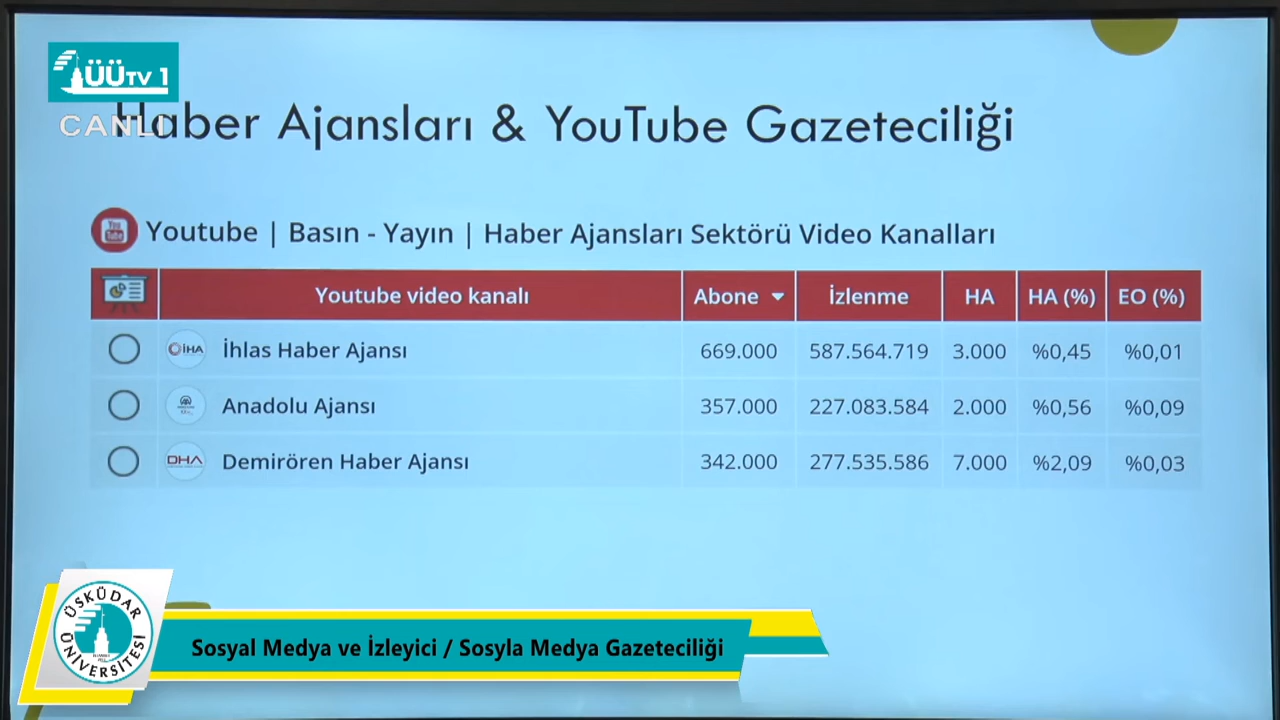 ÜÜTV 1
CANLI
Haber Ajansları & YouTube Gazeteciliği
You Tube
Youtube | Basın - Yayın | Haber Ajansları Sektörü Video Kanalları
Youtube video kanalı Abone İzlenme HA HA (%) EO (%)
İHA İhlas Haber Ajansı 669.000 587.564.719 3.000 %0,45 %0,01
Anadolu Ajansı 357.000 227.083.584 2.000 %0,56 %0,09
DHA Demirören Haber Ajansı 342.000 277.535.586 7.000 %2,09 %0,03
ÜSKÜDAR ÜNİVERSİTESİ
Sosyal Medya ve İzleyici / Sosyla Medya Gazeteciliği